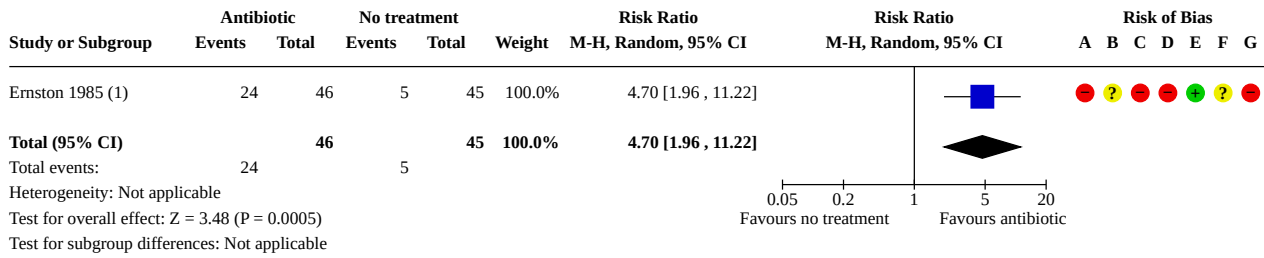 Antibiotic No treatment Risk Ratio Risk Ratio Risk of Bias
Study or Subgroup Events Total Events Total Weight M-H, Random, 95% CI M-H, Random, 95% CI A B C D E F G
Ernston 1985 (1) 24 46 5 45 100.0% 4.70 [1.96 , 11.22] − ? − − + ? −
Total (95% CI) 46 45 100.0% 4.70 [1.96 , 11.22]
Total events: 24 5
Heterogeneity: Not applicable
0.05 0.2 1 5 20
Test for overall effect: Z = 3.48 (P = 0.0005) Favours no treatment Favours antibiotic
Test for subgroup differences: Not applicable